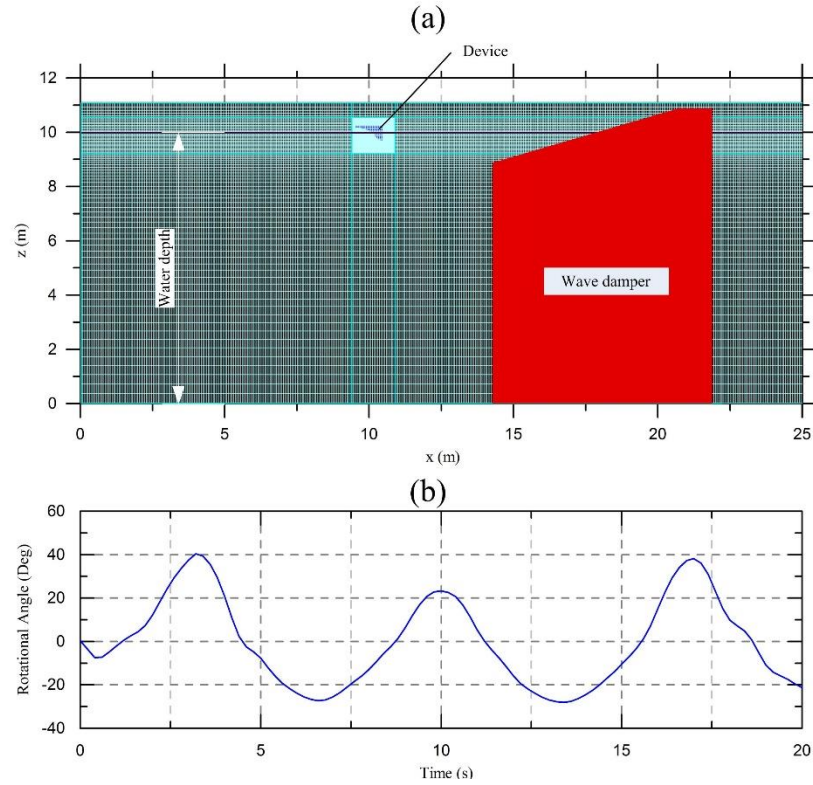 (a)
Device
12
10
8
6
4
2
0
z (m)
Water depth
Wave damper
0 5 10 15 20 25
x (m)
(b)
60
40
20
0
-20
-40
Rotational Angle (Deg)
0 5 10 15 20
Time (s)